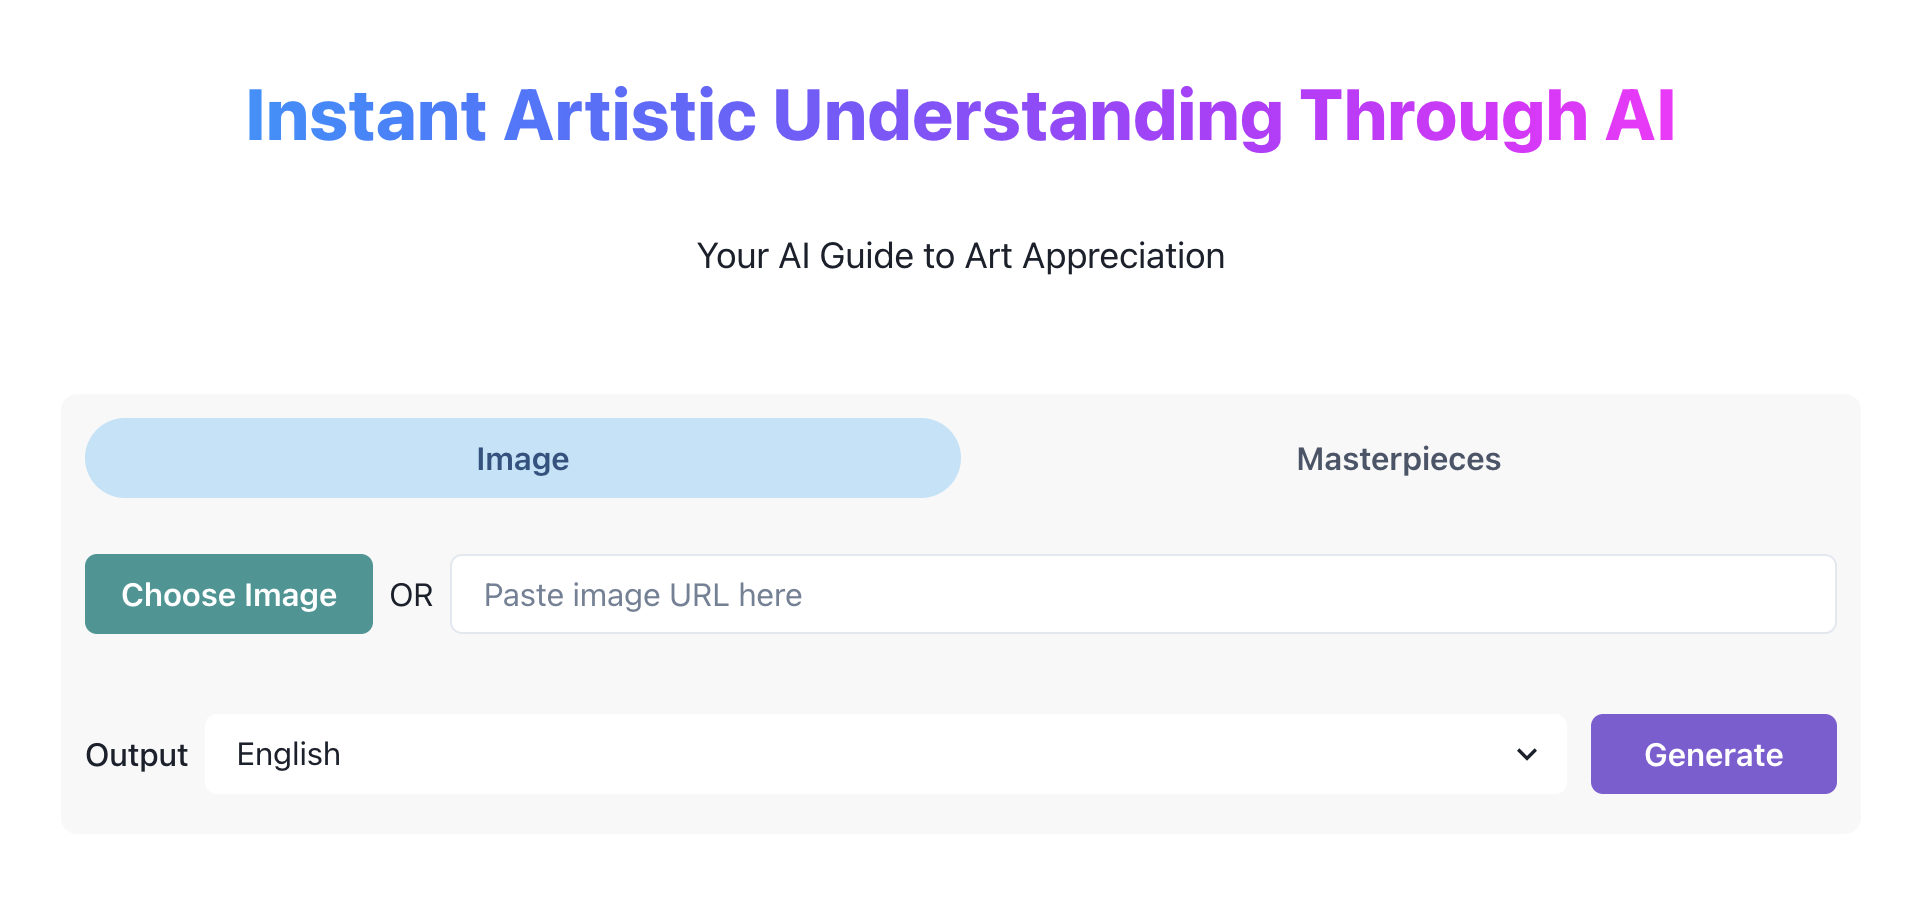 Instant Artistic Understanding Through AI
Your AI Guide to Art Appreciation
Image Masterpieces
Choose Image OR Paste image URL here
Output English Generate